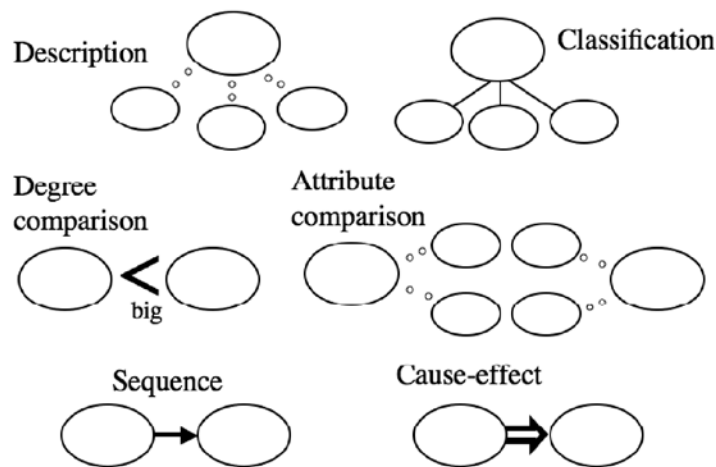 Description
Classification
Degree
comparison
Attribute
comparison
big
Sequence
Cause-effect